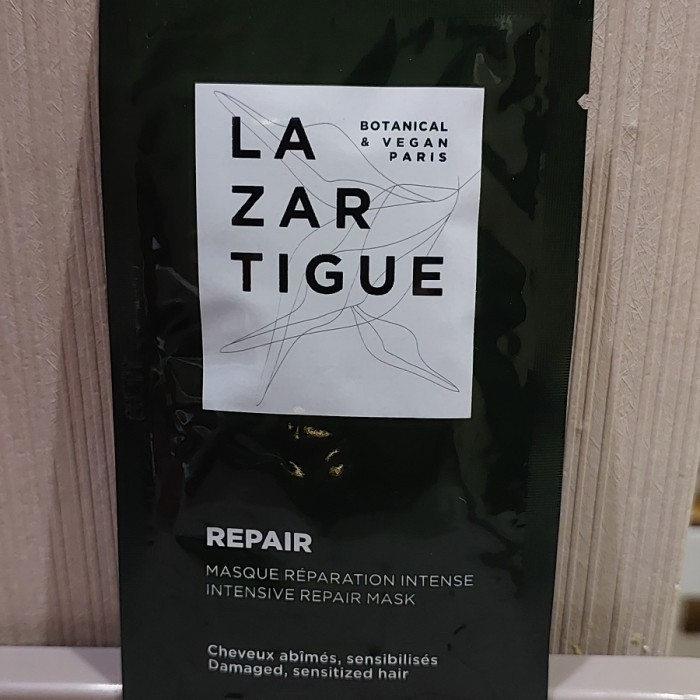 LA
ZAR
TIGUE
BOTANICAL
& VEGAN
PARIS
REPAIR
MASQUE RÉPARATION INTENSE
INTENSIVE REPAIR MASK
Cheveux abîmés, sensibilisés
Damaged, sensitized hair